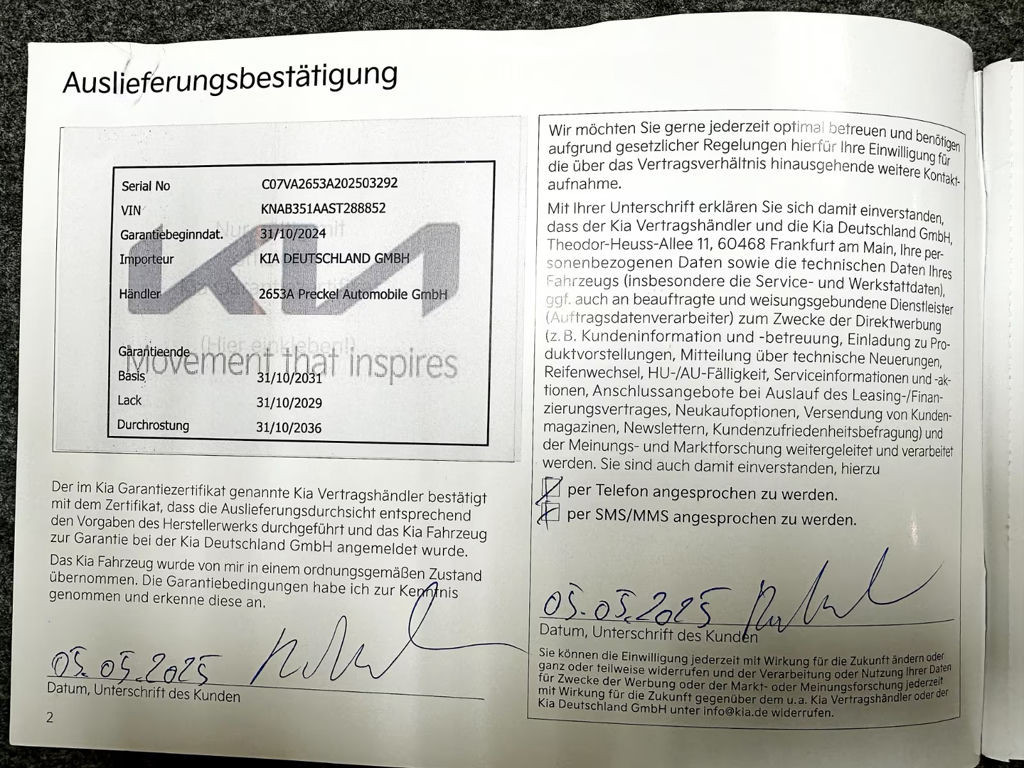 Auslieferungsbestätigung
Serial No C07VA2653A202503292
VIN KNAB351AAST288852
Garantiebeginndat. 31/10/2024
Importeur KIA DEUTSCHLAND GMBH
KIA
Händler 2653A Preckel Automobile GmbH
(Hier einkleben!)
Garantieende
Movement that inspires
Basis 31/10/2031
Lack 31/10/2029
Durchrostung 31/10/2036
Der im Kia Garantiezertifikat genannte Kia Vertragshändler bestätigt
mit dem Zertifikat, dass die Auslieferungsdurchsicht entsprechend
den Vorgaben des Herstellerwerks durchgeführt und das Kia Fahrzeug
zur Garantie bei der Kia Deutschland GmbH angemeldet wurde.
Das Kia Fahrzeug wurde von mir in einem ordnungsgemäßen Zustand
übernommen. Die Garantiebedingungen habe ich zur Kenntnis
genommen und erkenne diese an.
05.05.2025
Datum, Unterschrift des Kunden
2
Wir möchten Sie gerne jederzeit optimal betreuen und benötigen
aufgrund gesetzlicher Regelungen hierfür Ihre Einwilligung für
die über das Vertragsverhältnis hinausgehende weitere Kontakt-
aufnahme.
Mit Ihrer Unterschrift erklären Sie sich damit einverstanden,
dass der Kia Vertragshändler und die Kia Deutschland GmbH,
Theodor-Heuss-Allee 11, 60468 Frankfurt am Main, Ihre per-
sonenbezogenen Daten sowie die technischen Daten Ihres
Fahrzeugs (insbesondere die Service- und Werkstattdaten),
ggf. auch an beauftragte und weisungsgebundene Dienstleister
(Auftragsdatenverarbeiter) zum Zwecke der Direktwerbung
(z. B. Kundeninformation und -betreuung, Einladung zu Pro-
duktvorstellungen, Mitteilung über technische Neuerungen,
Reifenwechsel, HU-/AU-Fälligkeit, Serviceinformationen und -ak-
tionen, Anschlussangebote bei Auslauf des Leasing-/Finan-
zierungsvertrages, Neukaufoptionen, Versendung von Kunden-
magazinen, Newslettern, Kundenzufriedenheitsbefragung) und
der Meinungs- und Marktforschung weitergeleitet und verarbeitet
werden. Sie sind auch damit einverstanden, hierzu
per Telefon angesprochen zu werden.
per SMS/MMS angesprochen zu werden.
05.05.2025
Datum, Unterschrift des Kunden
Sie können die Einwilligung jederzeit mit Wirkung für die Zukunft ändern oder
ganz oder teilweise widerrufen und der Verarbeitung oder Nutzung Ihrer Daten
für Zwecke der Werbung oder der Markt- oder Meinungsforschung jederzeit
mit Wirkung für die Zukunft gegenüber dem u.a. Kia Vertragshändler oder der
Kia Deutschland GmbH unter info@kia.de widerrufen.